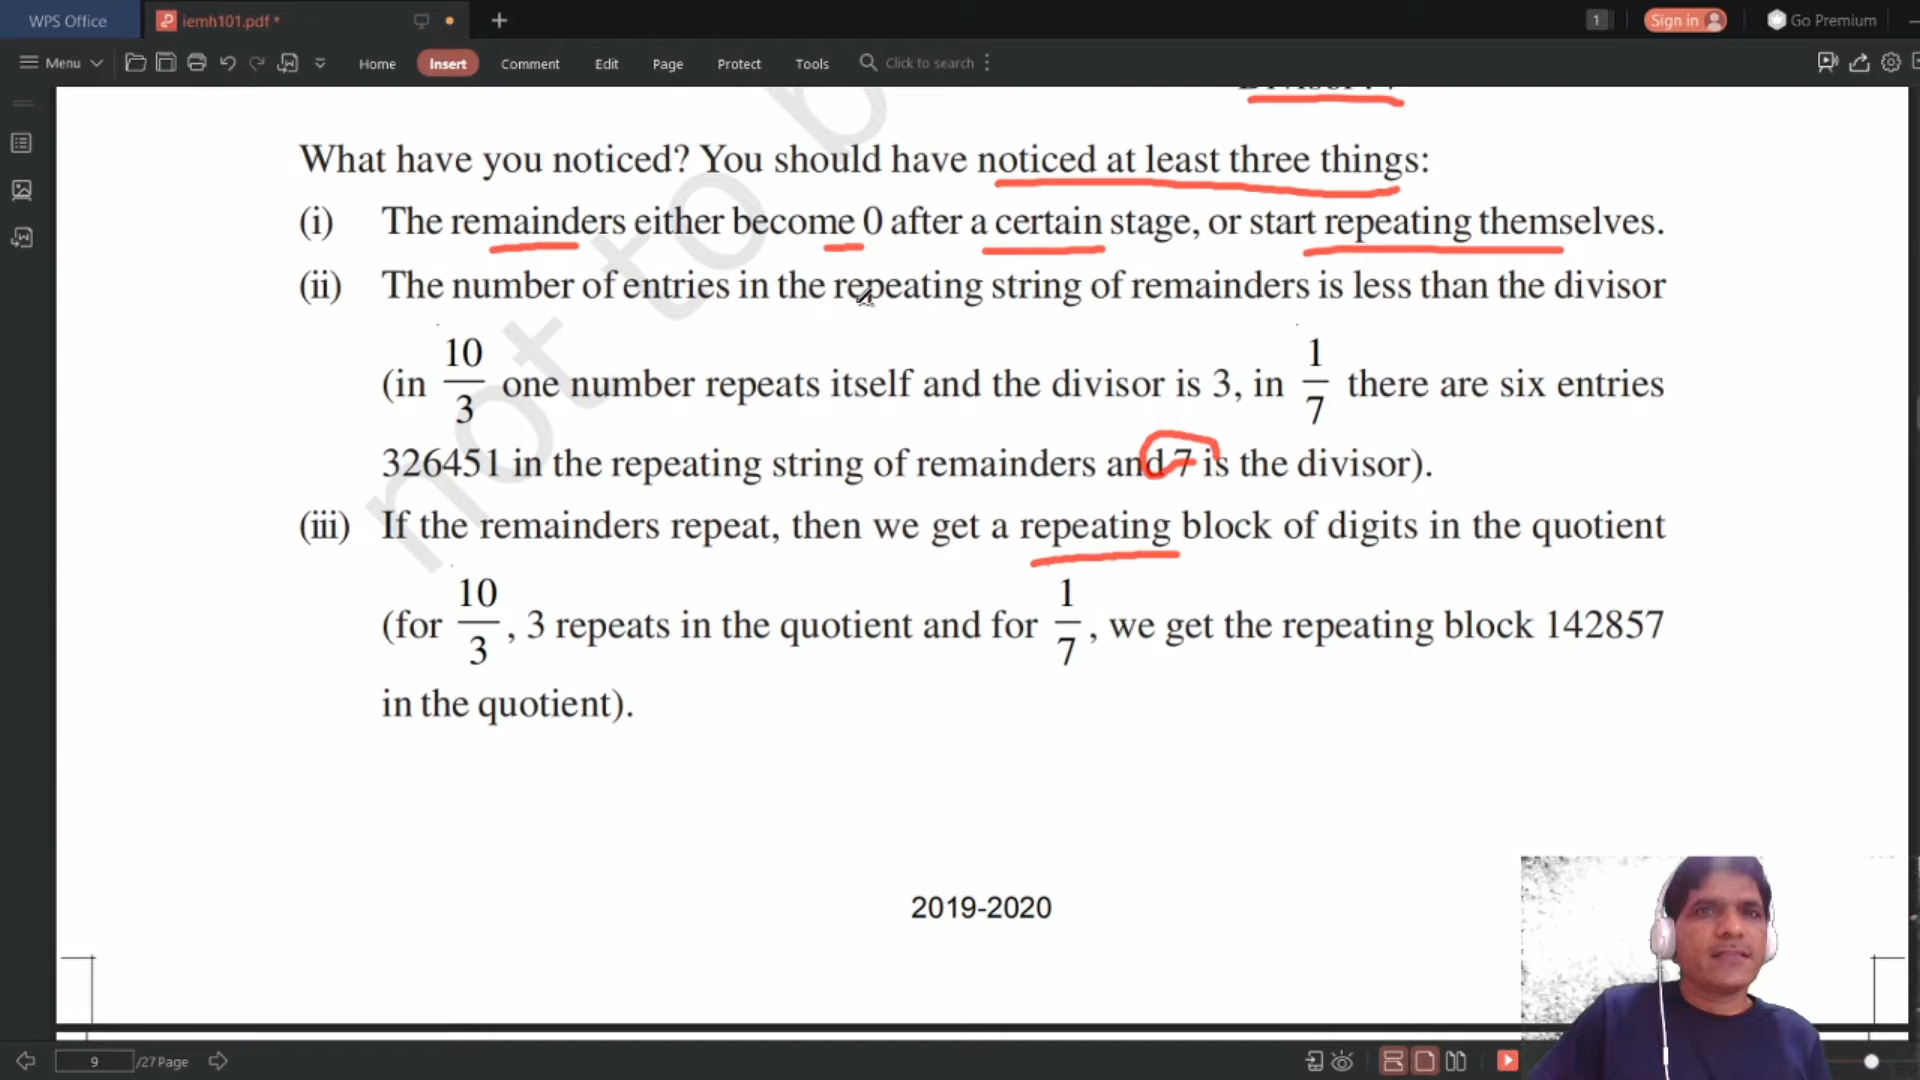 WPS Office
iemh101.pdf *
+
1
Sign in
Go Premium
Menu
Home
Insert
Comment
Edit
Page
Protect
Tools
Click to search
What have you noticed? You should have noticed at least three things:
(i) The remainders either become 0 after a certain stage, or start repeating themselves.
(ii) The number of entries in the repeating string of remainders is less than the divisor
(in 10/3 one number repeats itself and the divisor is 3, in 1/7 there are six entries
326451 in the repeating string of remainders and 7 is the divisor).
(iii) If the remainders repeat, then we get a repeating block of digits in the quotient
(for 10/3, 3 repeats in the quotient and for 1/7, we get the repeating block 142857
in the quotient).
not to b
2019-2020
9 /27 Page